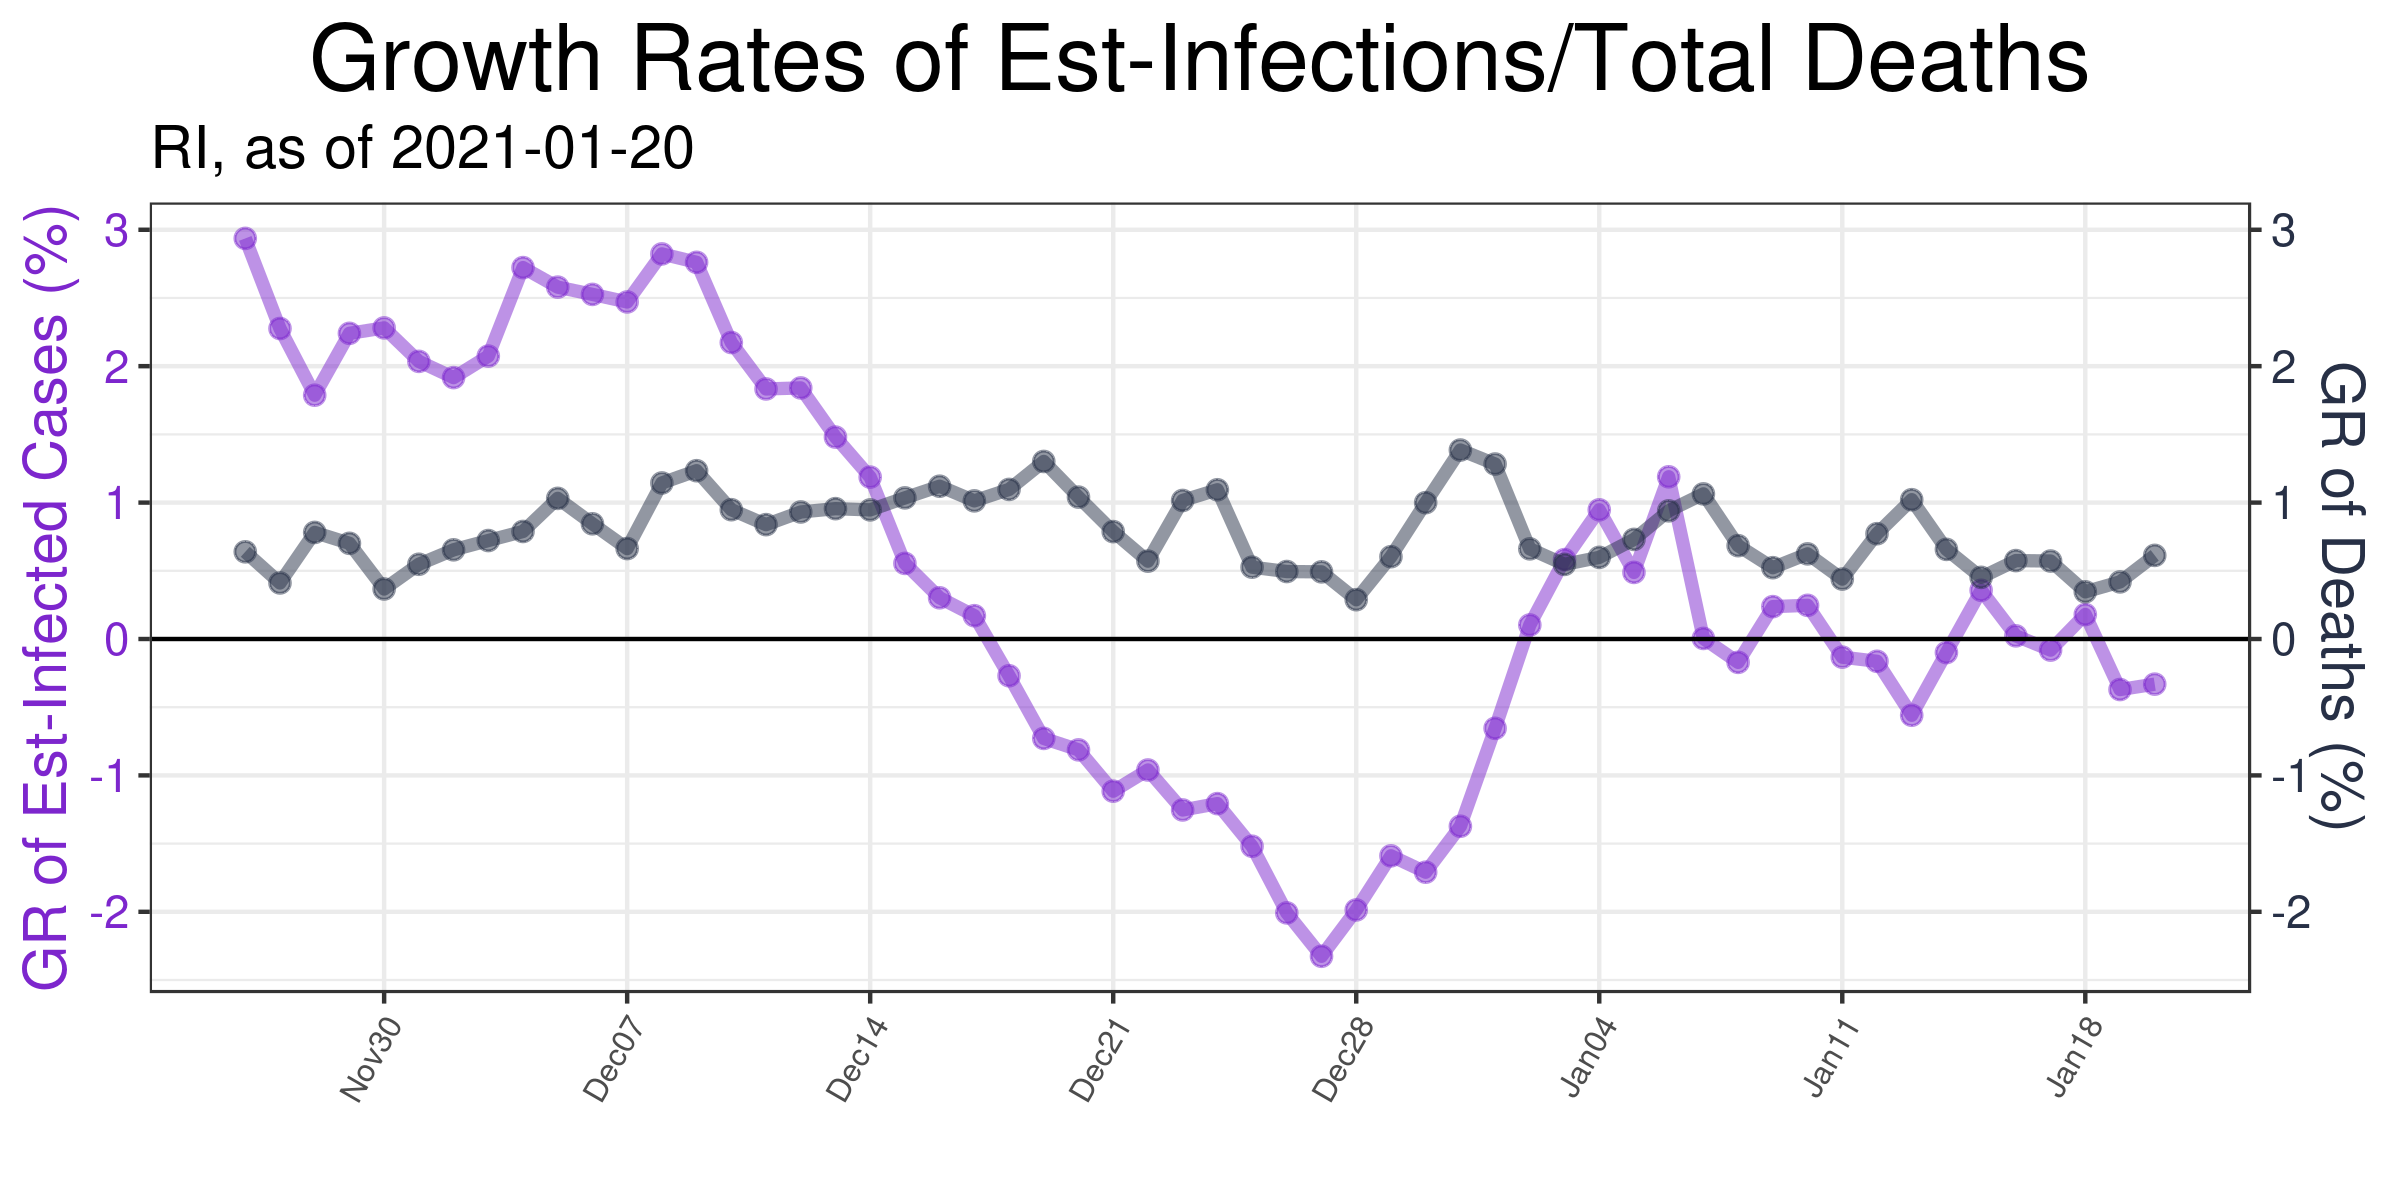 Growth Rates of Est-Infections/Total Deaths
RI, as of 2021-01-20
GR of Est-Infected Cases (%)
3
2
1
0
-1
-2
3
2
1
0
-1
-2
GR of Deaths (%)
Nov30
Dec07
Dec14
Dec21
Dec28
Jan04
Jan11
Jan18